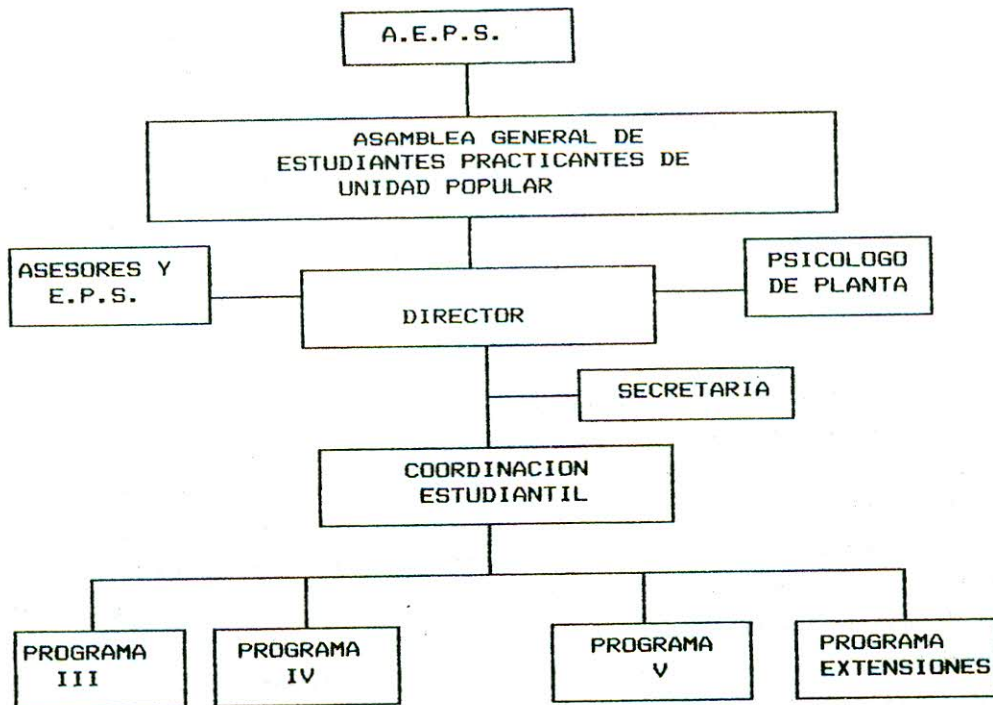 A.E.P.S.
ASAMBLEA GENERAL DE
ESTUDIANTES PRACTICANTES DE
UNIDAD POPULAR
ASESORES Y
E.P.S.
DIRECTOR
PSICOLOGO
DE PLANTA
SECRETARIA
COORDINACION
ESTUDIANTIL
PROGRAMA
III
PROGRAMA
IV
PROGRAMA
V
PROGRAMA
EXTENSIONES